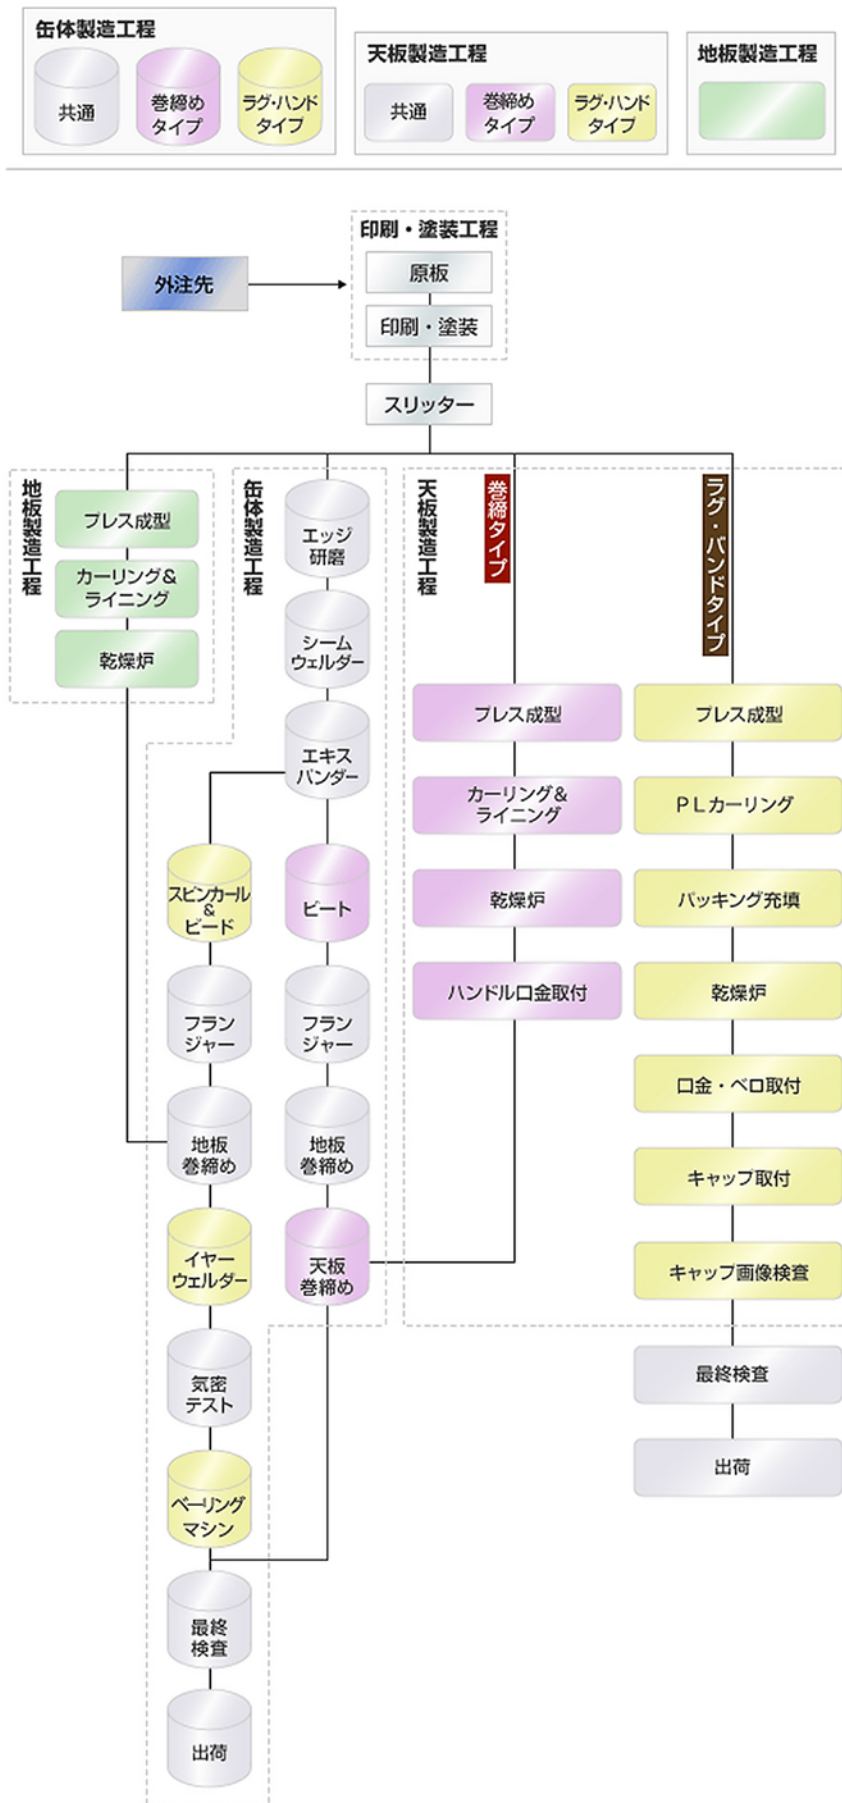 缶体製造工程
共通
巻締め
タイプ
ラグ・ハンド
タイプ
天板製造工程
共通
巻締め
タイプ
ラグ・ハンド
タイプ
地板製造工程
印刷・塗装工程
外注先
原板
印刷・塗装
スリッター
地板製造工程
プレス成型
カーリング&
ライニング
乾燥炉
缶体製造工程
エッジ
研磨
シーム
ウェルダー
エキス
パンダー
スピンカール
&
ビード
フラン
ジャー
地板
巻締め
イヤー
ウェルダー
気密
テスト
ベーリング
マシン
最終
検査
出荷
ビート
フラン
ジャー
地板
巻締め
天板
巻締め
天板製造工程
巻締タイプ
プレス成型
カーリング&
ライニング
乾燥炉
ハンドル口金取付
ラグ・バンドタイプ
プレス成型
PLカーリング
パッキング充填
乾燥炉
口金・ベロ取付
キャップ取付
キャップ画像検査
最終検査
出荷